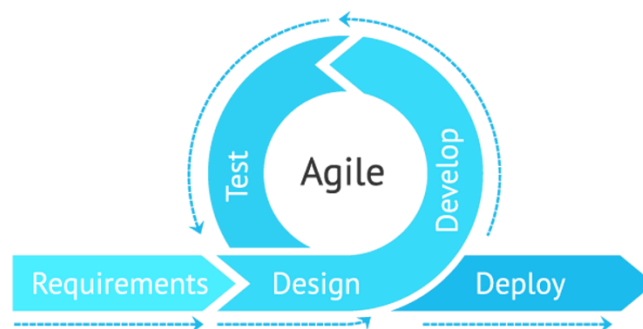 Agile
Test
Develop
Requirements
Design
Deploy